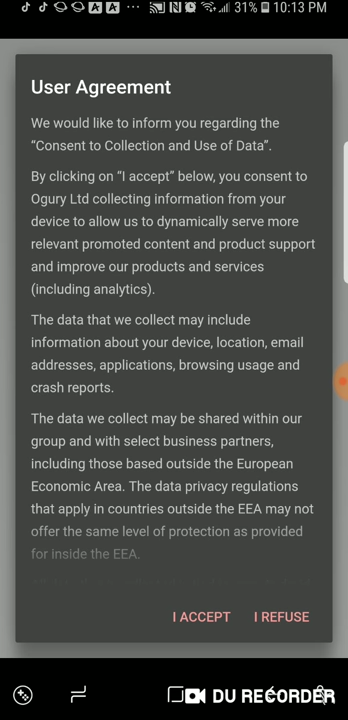 31% 10:13 PM
User Agreement
We would like to inform you regarding the
“Consent to Collection and Use of Data”.
By clicking on “I accept” below, you consent to
Ogury Ltd collecting information from your
device to allow us to dynamically serve more
relevant promoted content and product support
and improve our products and services
(including analytics).
The data that we collect may include
information about your device, location, email
addresses, applications, browsing usage and
crash reports.
The data we collect may be shared within our
group and with select business partners,
including those based outside the European
Economic Area. The data privacy regulations
that apply in countries outside the EEA may not
offer the same level of protection as provided
for inside the EEA.
I ACCEPT I REFUSE
DU RECORDER